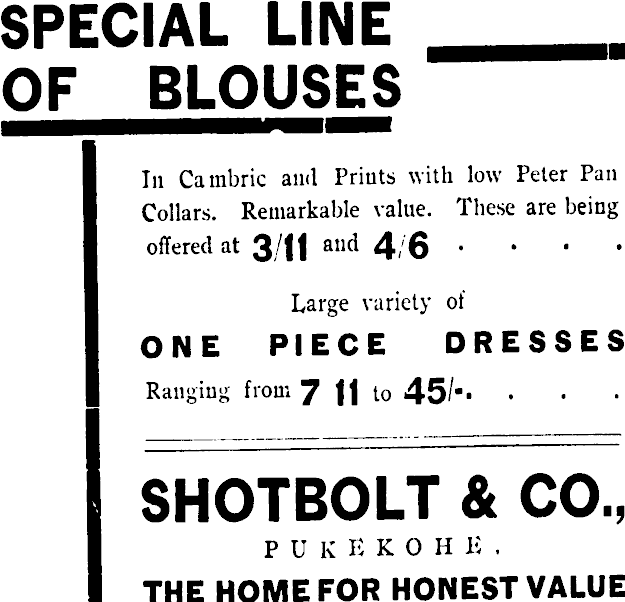 SPECIAL LINE
OF BLOUSES
In Cambric and Prints with low Peter Pan
Collars. Remarkable value. These are being
offered at 3/11 and 4/6 . . . .
Large variety of
ONE PIECE DRESSES
Ranging from 7 11 to 45/-. . . .
SHOTBOLT & CO.,
PUKEKOHE.
THE HOME FOR HONEST VALUE